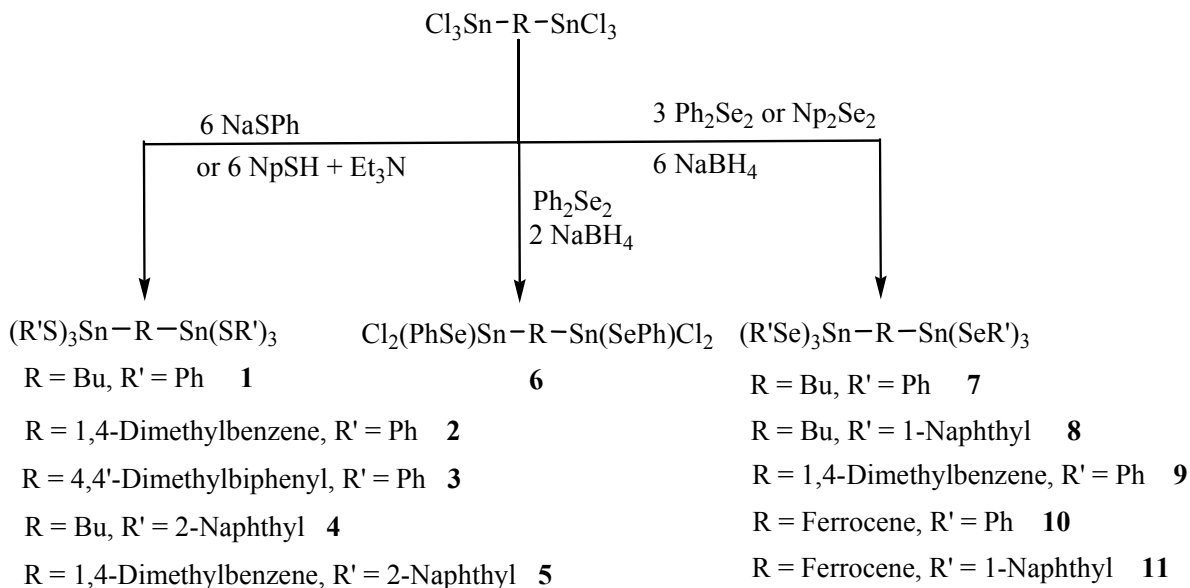 Cl₃Sn–R–SnCl₃
6 NaSPh
or 6 NpSH + Et₃N
Ph₂Se₂
2 NaBH₄
3 Ph₂Se₂ or Np₂Se₂
6 NaBH₄
(R'S)₃Sn–R–Sn(SR')₃
R = Bu, R' = Ph 1
R = 1,4-Dimethylbenzene, R' = Ph 2
R = 4,4'-Dimethylbiphenyl, R' = Ph 3
R = Bu, R' = 2-Naphthyl 4
R = 1,4-Dimethylbenzene, R' = 2-Naphthyl 5
Cl₂(PhSe)Sn–R–Sn(SePh)Cl₂
6
(R'Se)₃Sn–R–Sn(SeR')₃
R = Bu, R' = Ph 7
R = Bu, R' = 1-Naphthyl 8
R = 1,4-Dimethylbenzene, R' = Ph 9
R = Ferrocene, R' = Ph 10
R = Ferrocene, R' = 1-Naphthyl 11